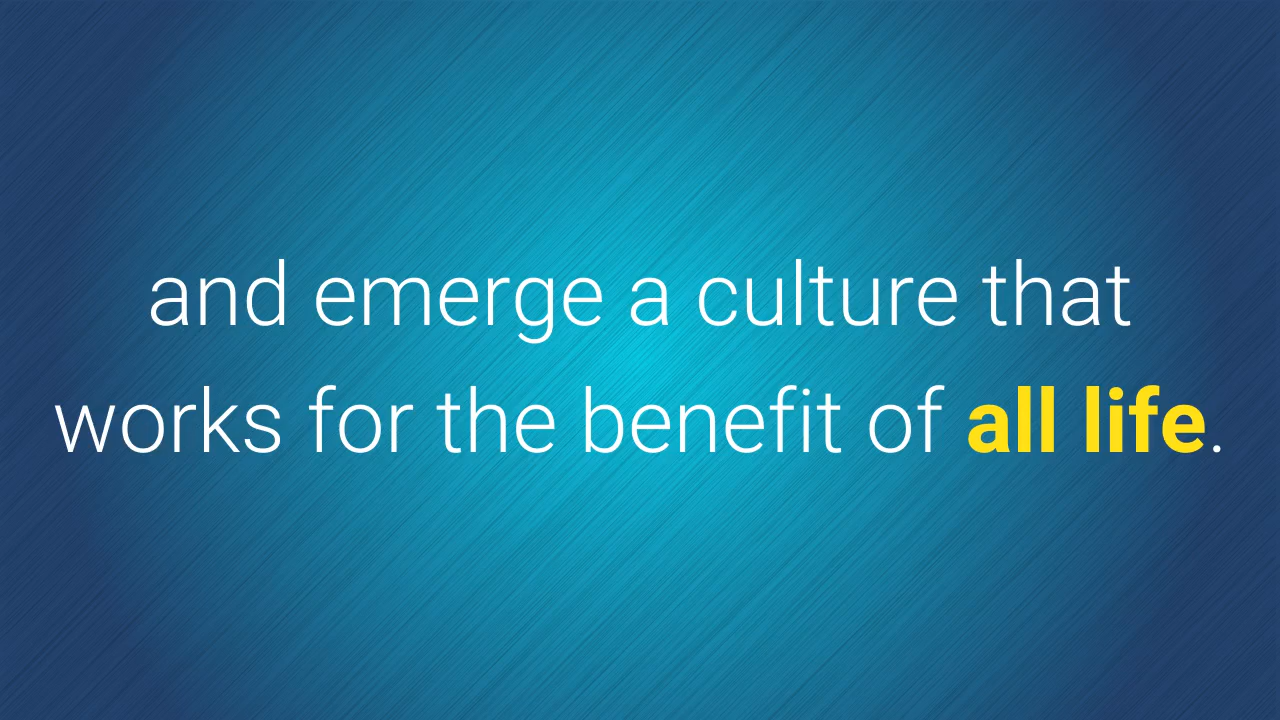 and emerge a culture that
works for the benefit of all life.